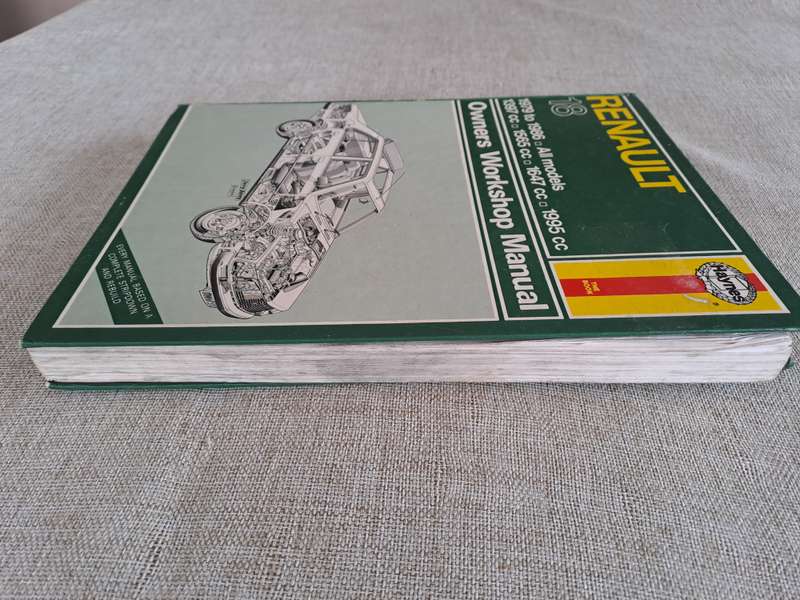 RENAULT
18
1979 to 1986 □ All models
1397 cc □ 1565 cc □ 1647 cc □ 1995 cc
Owners Workshop Manual
Haynes
THE
BOOK
EVERY MANUAL BASED ON A
COMPLETE STRIPDOWN
AND REBUILD